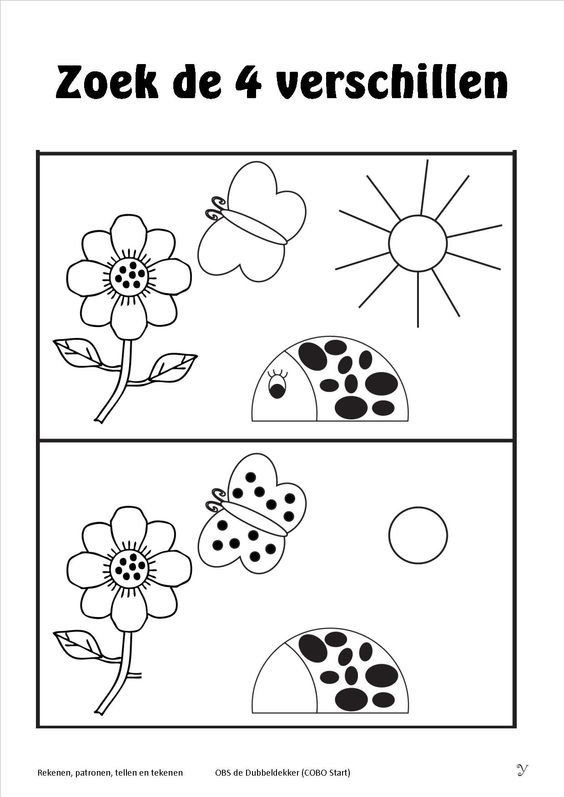 Zoek de 4 verschillen
Rekenen, patronen, tellen en tekenen OBS de Dubbeldekker (COBO Start)
y